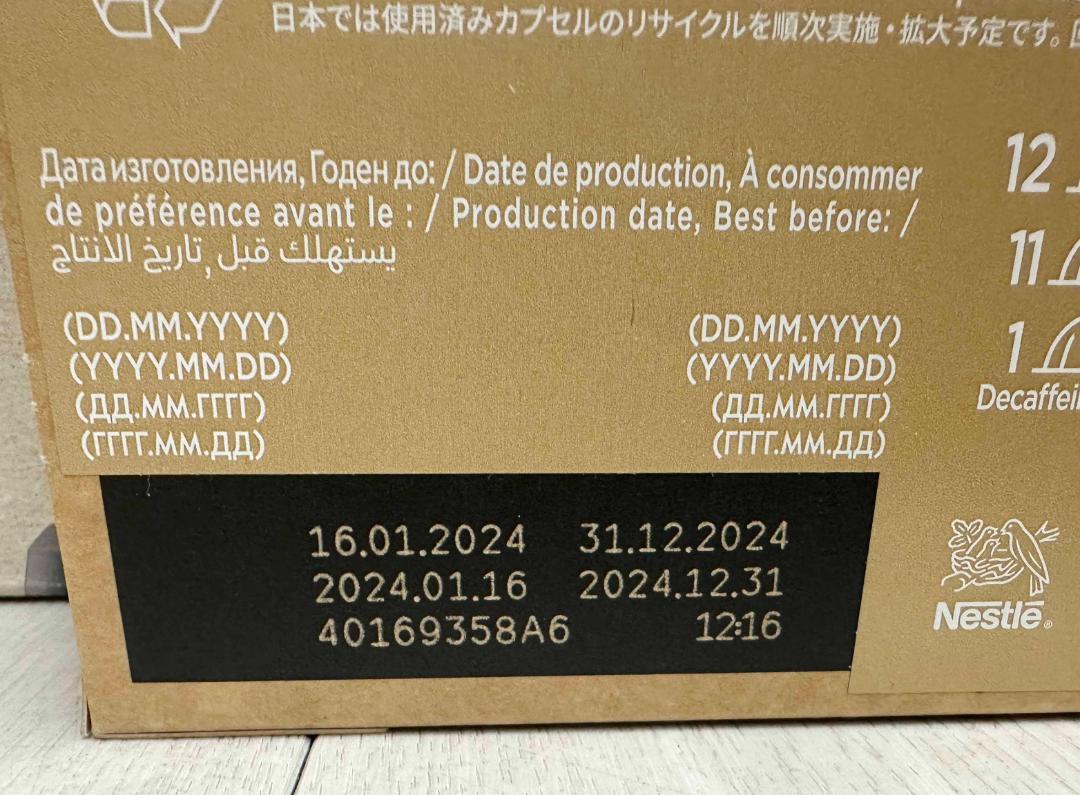 日本では使用済みカプセルのリサイクルを順次実施・拡大予定です。
Дата изготовления, Годен до: / Date de production, À consommer
de préférence avant le : / Production date, Best before: /
يستهلك قبل, تاريخ الانتاج
(DD.MM.YYYY) (DD.MM.YYYY)
(YYYY.MM.DD) (YYYY.MM.DD)
(ДД.ММ.ГГГГ) (ДД.ММ.ГГГГ)
(ГГГГ.ММ.ДД) (ГГГГ.ММ.ДД)
16.01.2024 31.12.2024
2024.01.16 2024.12.31
40169358A6 12:16
12
11
1
Nestlé®